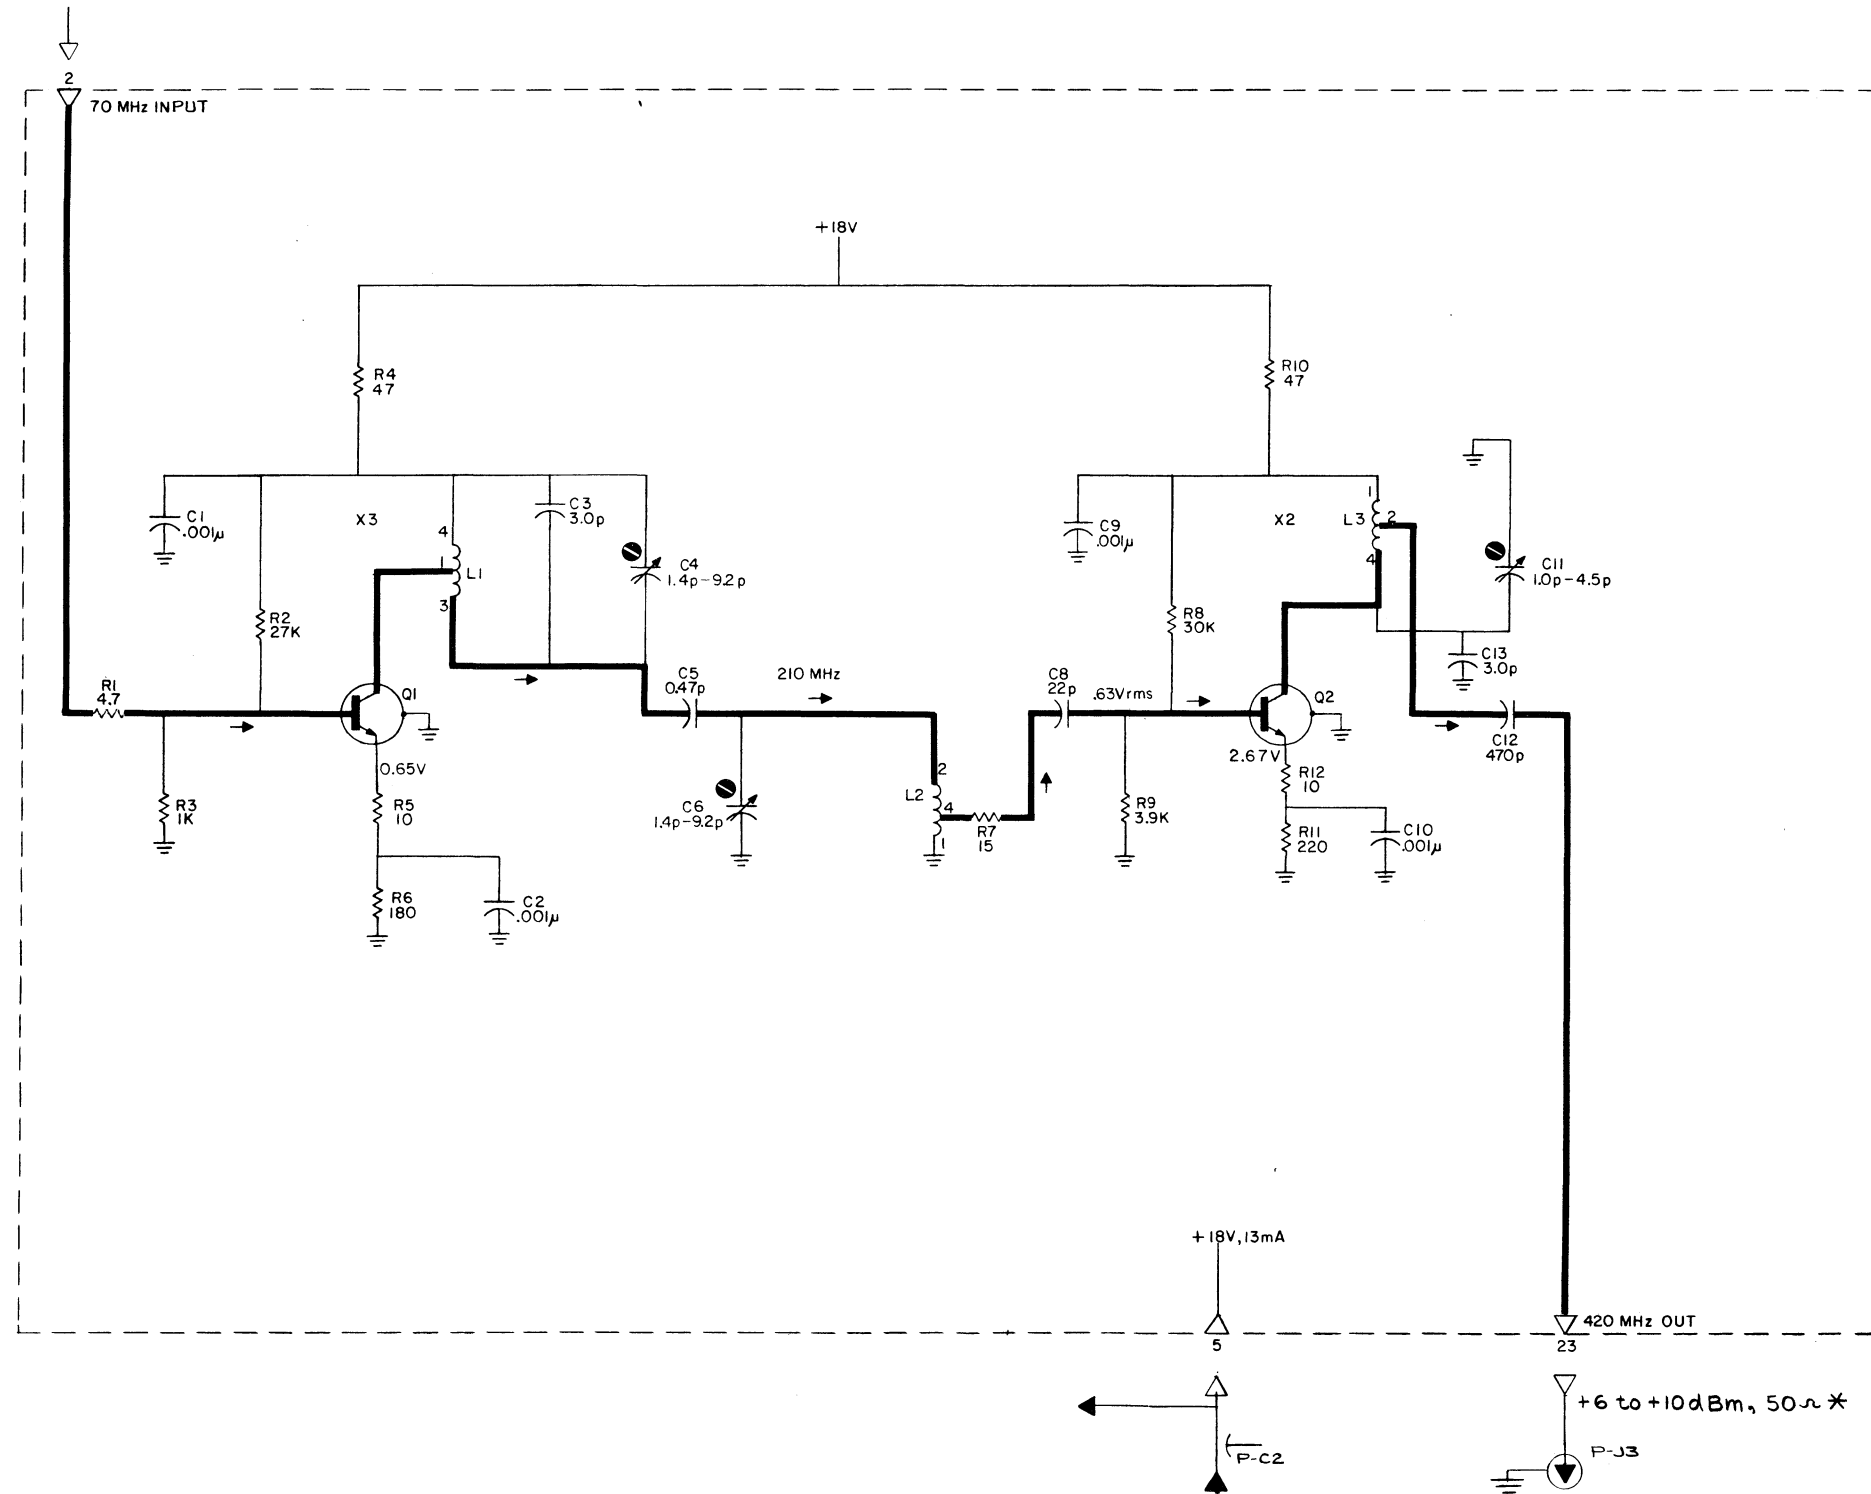 2
70 MHz INPUT
+18V
R4
47
R10
47
C1
.001µ
X3
4
1
L1
3
C3
3.0p
C4
1.4p-9.2p
C9
.001µ
X2
1
L3
2
4
C11
1.0p-4.5p
R2
27K
R8
30K
C13
3.0p
R1
4.7
Q1
C5
0.47p
210 MHz
C8
22p
.63Vrms
Q2
C12
470p
0.65V
2.67V
R3
1K
R5
10
C6
1.4p-9.2p
2
L2
4
1
R7
15
R9
3.9K
R12
10
R11
220
C10
.001µ
R6
180
C2
.001µ
+18V,13mA
5
420 MHz OUT
23
+6 to +10dBm, 50Ω*
P-C2
P-J3